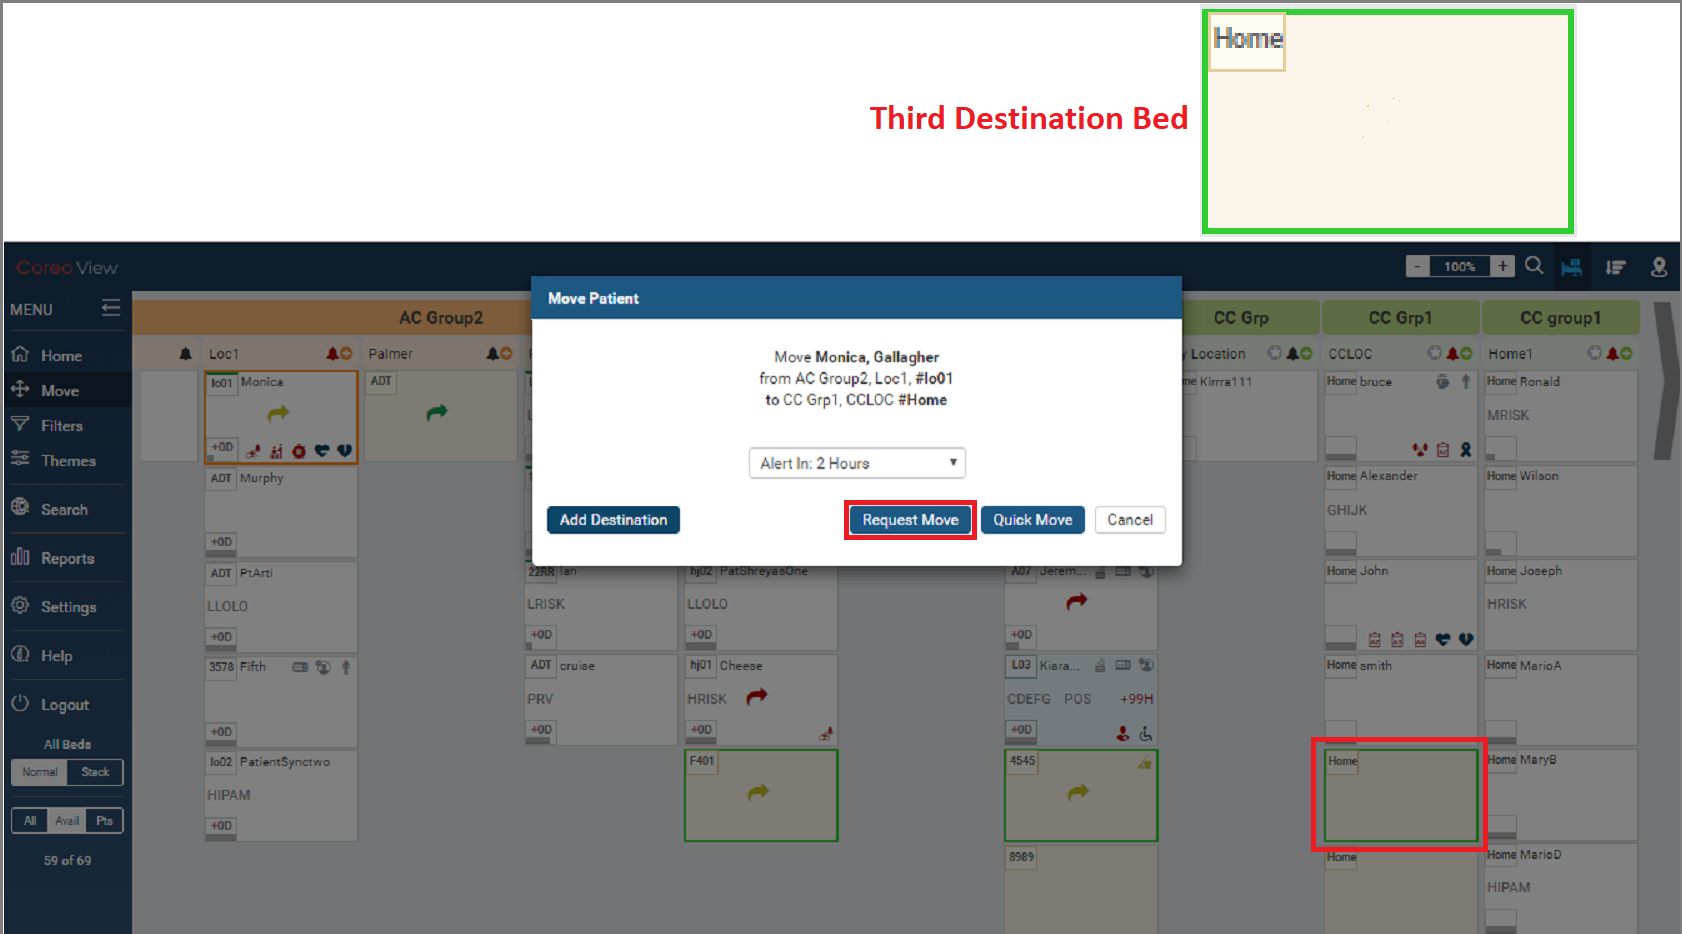 Home
Third Destination Bed
Coreo View
- 100% +
MENU
Home
Move
Filters
Themes
Search
Reports
Settings
Help
Logout
All Beds
Normal Stack
All Avail Pts
59 of 69
AC Group2
CC Grp
CC Grp1
CC group1
Loc1
Palmer
y Location
CCLOC
Home1
lo01 Monica
+0D
ADT Murphy
+0D
ADT PtArti
LLOLO
+0D
3578 Fifth
+0D
lo02 PatientSynctwo
HIPAM
+0D
ADT
Move Patient
Move Monica, Gallagher
from AC Group2, Loc1, #lo01
to CC Grp1, CCLOC #Home
Alert In: 2 Hours
Add Destination
Request Move
Quick Move
Cancel
22RR Ian
LRISK
+0D
ADT cruise
PRV
+0D
hj02 PatShreyasOne
LLOLO
+0D
hj01 Cheese
HRISK
+0D
F401
A07 Jerem...
+0D
L03 Kiara...
CDEFG POS +99H
+0D
4545
8989
me Kirrra111
Home bruce
Home Alexander
GHIJK
Home John
Home smith
Home
Home
Home Ronald
MRISK
Home Wilson
Home Joseph
HRISK
Home MarioA
Home MaryB
Home MarioD
HIPAM